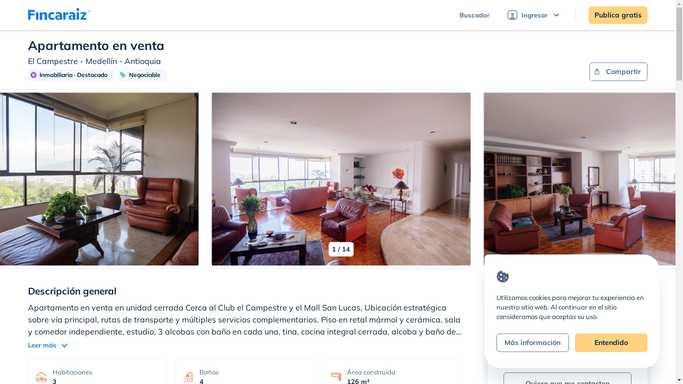 Fincaraiz
Buscador
Ingresar
Publica gratis
Apartamento en venta
El Campestre - Medellín - Antioquia
Inmobiliaria - Destacado
Negociable
Compartir
1 / 14
Descripción general
Apartamento en venta en unidad cerrada Cerca al Club el Campestre y el Mall San Lucas. Ubicación estratégica
sobre vía principal, rutas de transporte y múltiples servicios complementarios. Piso en retal mármol y cerámica, sala
y comedor independiente, estudio, 3 alcobas con baño en cada una, tina, cocina integral cerrada, alcoba y baño de...
Leer más
Habitaciones
3
Baños
4
Área construida
126 m²
Utilizamos cookies para mejorar tu experiencia en
nuestro sitio web. Al continuar en el sitio
consideramos que aceptas su uso.
Más información
Entendido
Quiero que me contacten